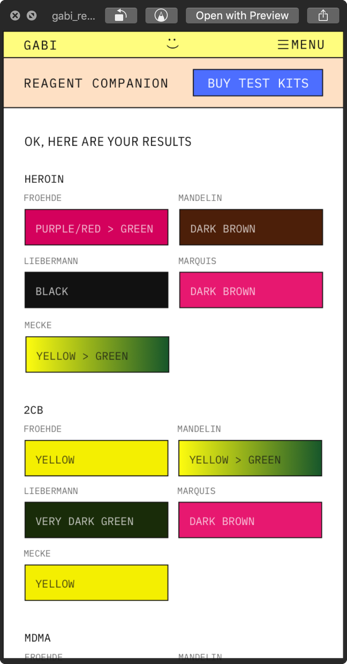 gabi_re... Open with Preview
GABI MENU
REAGENT COMPANION BUY TEST KITS
OK, HERE ARE YOUR RESULTS
HEROIN
FROEHDE MANDELIN
PURPLE/RED > GREEN DARK BROWN
LIEBERMANN MARQUIS
BLACK DARK BROWN
MECKE
YELLOW > GREEN
2CB
FROEHDE MANDELIN
YELLOW YELLOW > GREEN
LIEBERMANN MARQUIS
VERY DARK GREEN DARK BROWN
MECKE
YELLOW
MDMA
FROEHDE MANDELIN